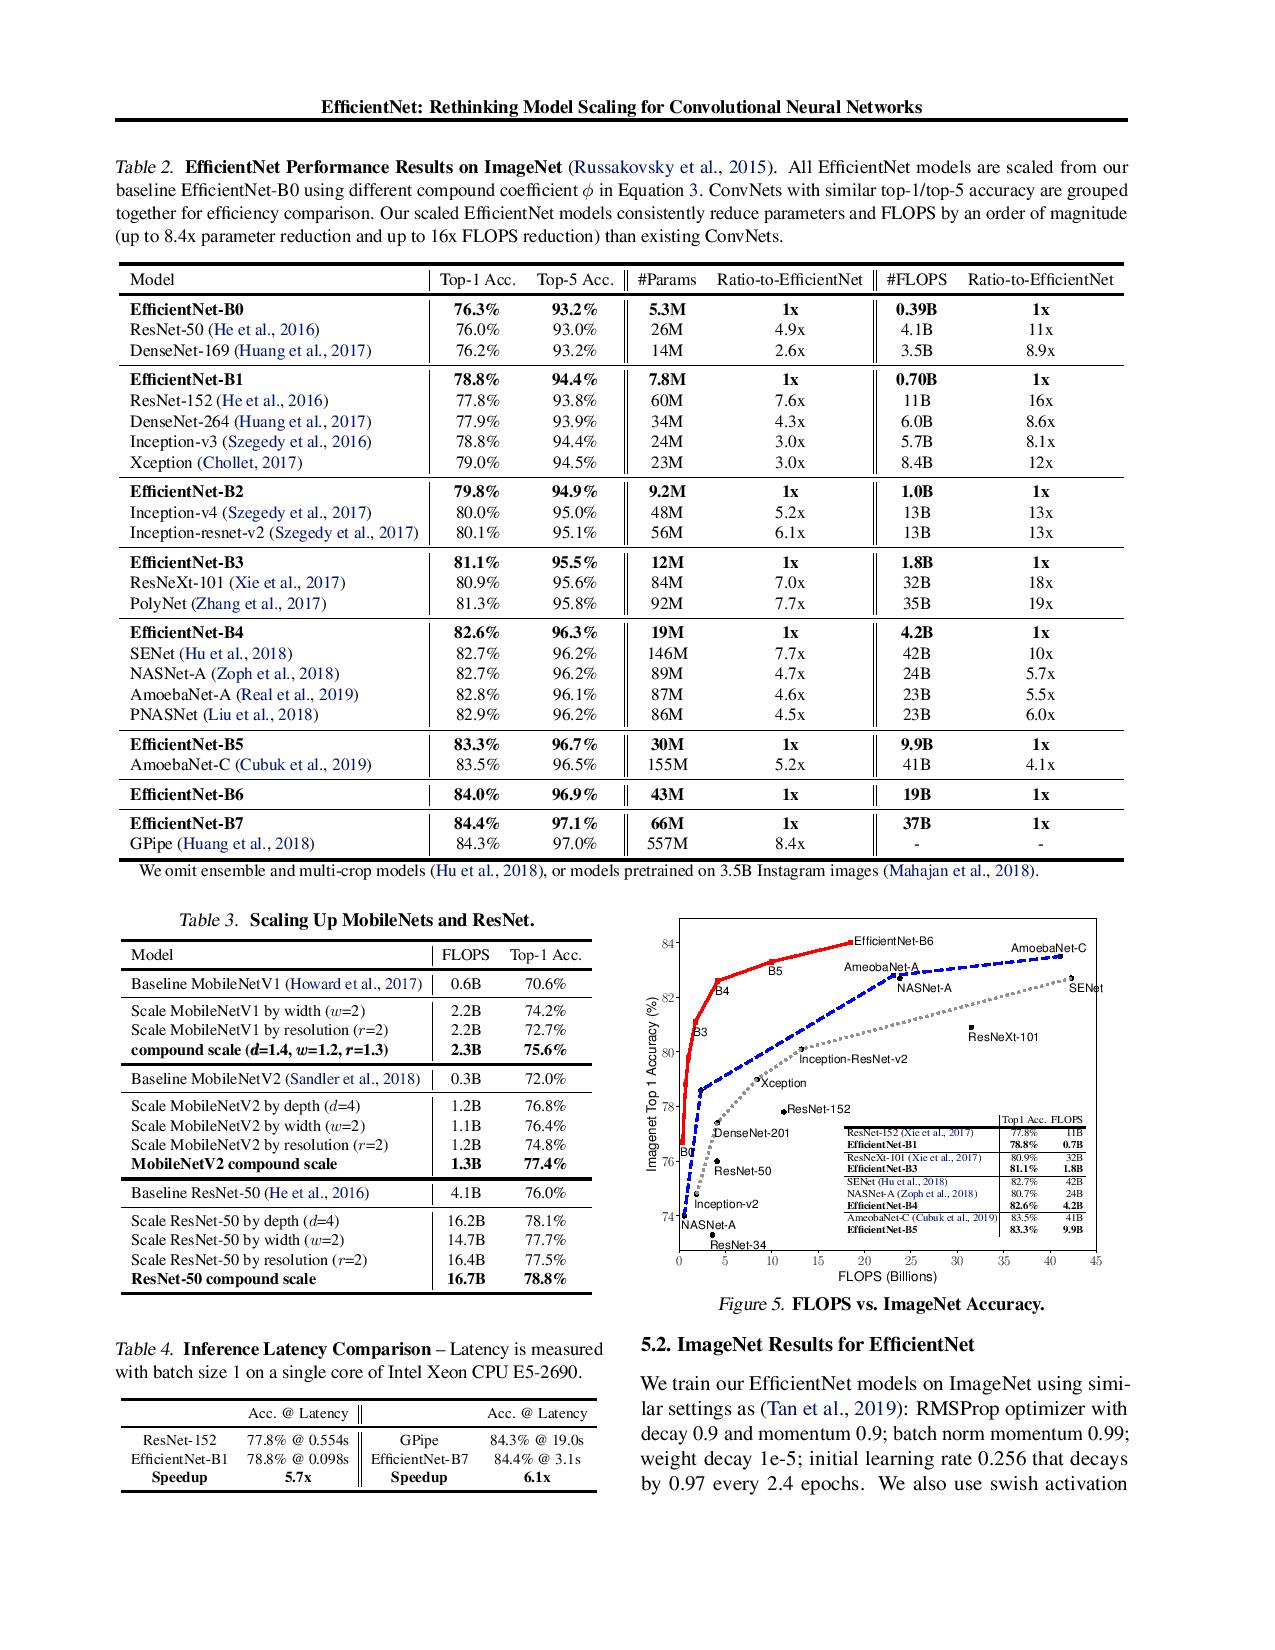 EfficientNet: Rethinking Model Scaling for Convolutional Neural Networks
Table 2. EfficientNet Performance Results on ImageNet (Russakovsky et al., 2015). All EfficientNet models are scaled from our
baseline EfficientNet-B0 using different compound coefficient ϕ in Equation 3. ConvNets with similar top-1/top-5 accuracy are grouped
together for efficiency comparison. Our scaled EfficientNet models consistently reduce parameters and FLOPS by an order of magnitude
(up to 8.4x parameter reduction and up to 16x FLOPS reduction) than existing ConvNets.
Model Top-1 Acc. Top-5 Acc. #Params Ratio-to-EfficientNet #FLOPS Ratio-to-EfficientNet
EfficientNet-B0 76.3% 93.2% 5.3M 1x 0.39B 1x
ResNet-50 (He et al., 2016) 76.0% 93.0% 26M 4.9x 4.1B 11x
DenseNet-169 (Huang et al., 2017) 76.2% 93.2% 14M 2.6x 3.5B 8.9x
EfficientNet-B1 78.8% 94.4% 7.8M 1x 0.70B 1x
ResNet-152 (He et al., 2016) 77.8% 93.8% 60M 7.6x 11B 16x
DenseNet-264 (Huang et al., 2017) 77.9% 93.9% 34M 4.3x 6.0B 8.6x
Inception-v3 (Szegedy et al., 2016) 78.8% 94.4% 24M 3.0x 5.7B 8.1x
Xception (Chollet, 2017) 79.0% 94.5% 23M 3.0x 8.4B 12x
EfficientNet-B2 79.8% 94.9% 9.2M 1x 1.0B 1x
Inception-v4 (Szegedy et al., 2017) 80.0% 95.0% 48M 5.2x 13B 13x
Inception-resnet-v2 (Szegedy et al., 2017) 80.1% 95.1% 56M 6.1x 13B 13x
EfficientNet-B3 81.1% 95.5% 12M 1x 1.8B 1x
ResNeXt-101 (Xie et al., 2017) 80.9% 95.6% 84M 7.0x 32B 18x
PolyNet (Zhang et al., 2017) 81.3% 95.8% 92M 7.7x 35B 19x
EfficientNet-B4 82.6% 96.3% 19M 1x 4.2B 1x
SENet (Hu et al., 2018) 82.7% 96.2% 146M 7.7x 42B 10x
NASNet-A (Zoph et al., 2018) 82.7% 96.2% 89M 4.7x 24B 5.7x
AmoebaNet-A (Real et al., 2019) 82.8% 96.1% 87M 4.6x 23B 5.5x
PNASNet (Liu et al., 2018) 82.9% 96.2% 86M 4.5x 23B 6.0x
EfficientNet-B5 83.3% 96.7% 30M 1x 9.9B 1x
AmoebaNet-C (Cubuk et al., 2019) 83.5% 96.5% 155M 5.2x 41B 4.1x
EfficientNet-B6 84.0% 96.9% 43M 1x 19B 1x
EfficientNet-B7 84.4% 97.1% 66M 1x 37B 1x
GPipe (Huang et al., 2018) 84.3% 97.0% 557M 8.4x - -
We omit ensemble and multi-crop models (Hu et al., 2018), or models pretrained on 3.5B Instagram images (Mahajan et al., 2018).
Table 3. Scaling Up MobileNets and ResNet.
Model FLOPS Top-1 Acc.
Baseline MobileNetV1 (Howard et al., 2017) 0.6B 70.6%
Scale MobileNetV1 by width (w=2) 2.2B 74.2%
Scale MobileNetV1 by resolution (r=2) 2.2B 72.7%
compound scale (d=1.4, w=1.2, r=1.3) 2.3B 75.6%
Baseline MobileNetV2 (Sandler et al., 2018) 0.3B 72.0%
Scale MobileNetV2 by depth (d=4) 1.2B 76.8%
Scale MobileNetV2 by width (w=2) 1.1B 76.4%
Scale MobileNetV2 by resolution (r=2) 1.2B 74.8%
MobileNetV2 compound scale 1.3B 77.4%
Baseline ResNet-50 (He et al., 2016) 4.1B 76.0%
Scale ResNet-50 by depth (d=4) 16.2B 78.1%
Scale ResNet-50 by width (w=2) 14.7B 77.7%
Scale ResNet-50 by resolution (r=2) 16.4B 77.5%
ResNet-50 compound scale 16.7B 78.8%
Table 4. Inference Latency Comparison – Latency is measured
with batch size 1 on a single core of Intel Xeon CPU E5-2690.
Acc. @ Latency Acc. @ Latency
ResNet-152 77.8% @ 0.554s GPipe 84.3% @ 19.0s
EfficientNet-B1 78.8% @ 0.098s EfficientNet-B7 84.4% @ 3.1s
Speedup 5.7x Speedup 6.1x
Imagenet Top 1 Accuracy (%)
84
82
80
78
76
74
EfficientNet-B6
AmoebaNet-C
B5
AmeobaNet-A
NASNet-A
SENet
B4
B3
ResNeXt-101
Inception-ResNet-v2
Xception
ResNet-152
DenseNet-201
B0
ResNet-50
Inception-v2
NASNet-A
ResNet-34
Top1 Acc. FLOPS
ResNet-152 (Xie et al., 2017) 77.8% 11B
EfficientNet-B1 78.8% 0.7B
ResNeXt-101 (Xie et al., 2017) 80.9% 32B
EfficientNet-B3 81.1% 1.8B
SENet (Hu et al., 2018) 82.7% 42B
NASNet-A (Zoph et al., 2018) 80.7% 24B
EfficientNet-B4 82.6% 4.2B
AmeobaNet-C (Cubuk et al., 2019) 83.5% 41B
EfficientNet-B5 83.3% 9.9B
0 5 10 15 20 25 30 35 40 45
FLOPS (Billions)
Figure 5. FLOPS vs. ImageNet Accuracy.
5.2. ImageNet Results for EfficientNet
We train our EfficientNet models on ImageNet using simi-
lar settings as (Tan et al., 2019): RMSProp optimizer with
decay 0.9 and momentum 0.9; batch norm momentum 0.99;
weight decay 1e-5; initial learning rate 0.256 that decays
by 0.97 every 2.4 epochs. We also use swish activation